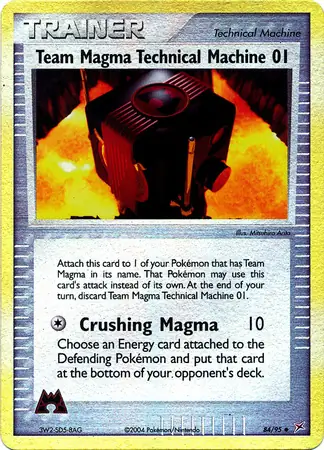 TRAINER
Technical Machine
Team Magma Technical Machine 01
Illus. Mitsuhiro Arita
Attach this card to 1 of your Pokémon that has Team
Magma in its name. That Pokémon may use this
card's attack instead of its own. At the end of your
turn, discard Team Magma Technical Machine 01.
Crushing Magma 10
Choose an Energy card attached to the
Defending Pokémon and put that card
at the bottom of your opponent's deck.
3W2-5D5-8AG
©2004 Pokémon/Nintendo
84/95 ◆